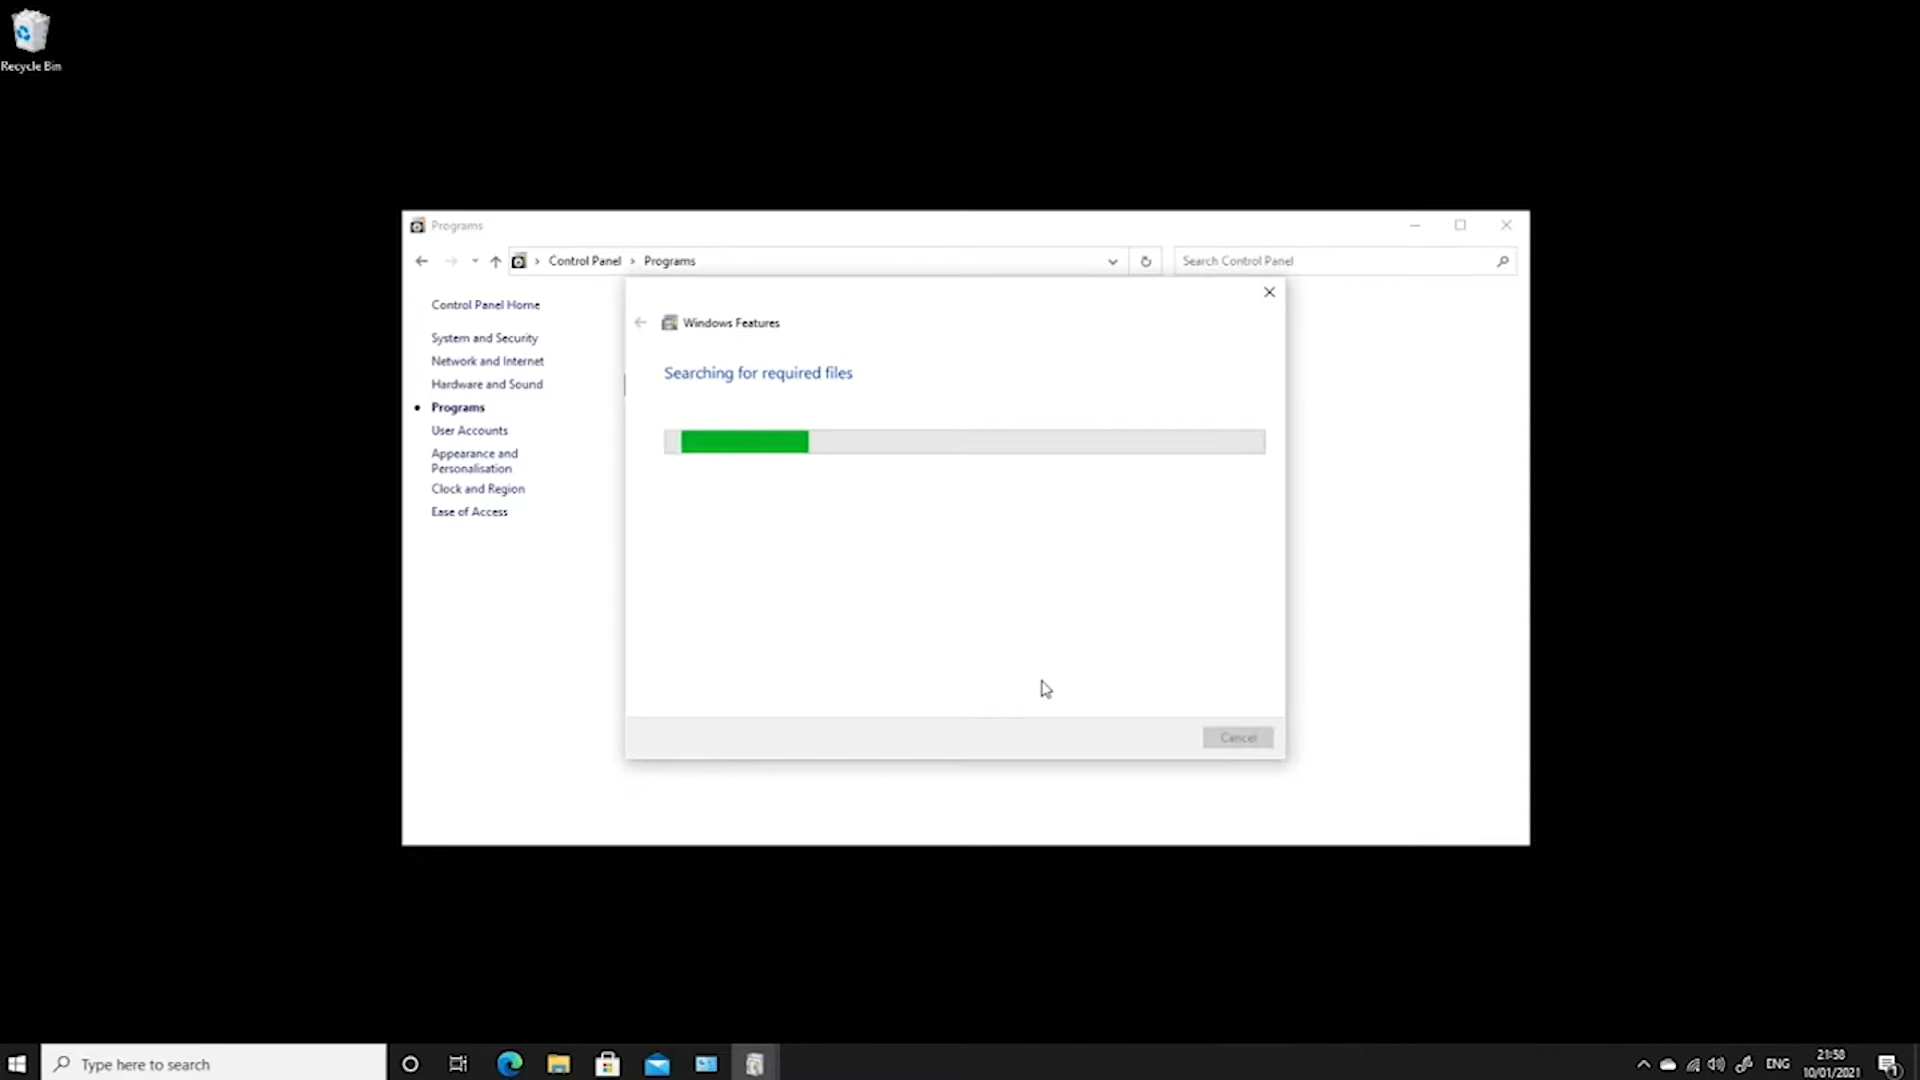 Recycle Bin
Programs
Control Panel
Programs
Search Control Panel
Control Panel Home
System and Security
Network and Internet
Hardware and Sound
Programs
User Accounts
Appearance and
Personalisation
Clock and Region
Ease of Access
Windows Features
Searching for required files
Cancel
Type here to search
ENG
21:58
10/01/2021
1